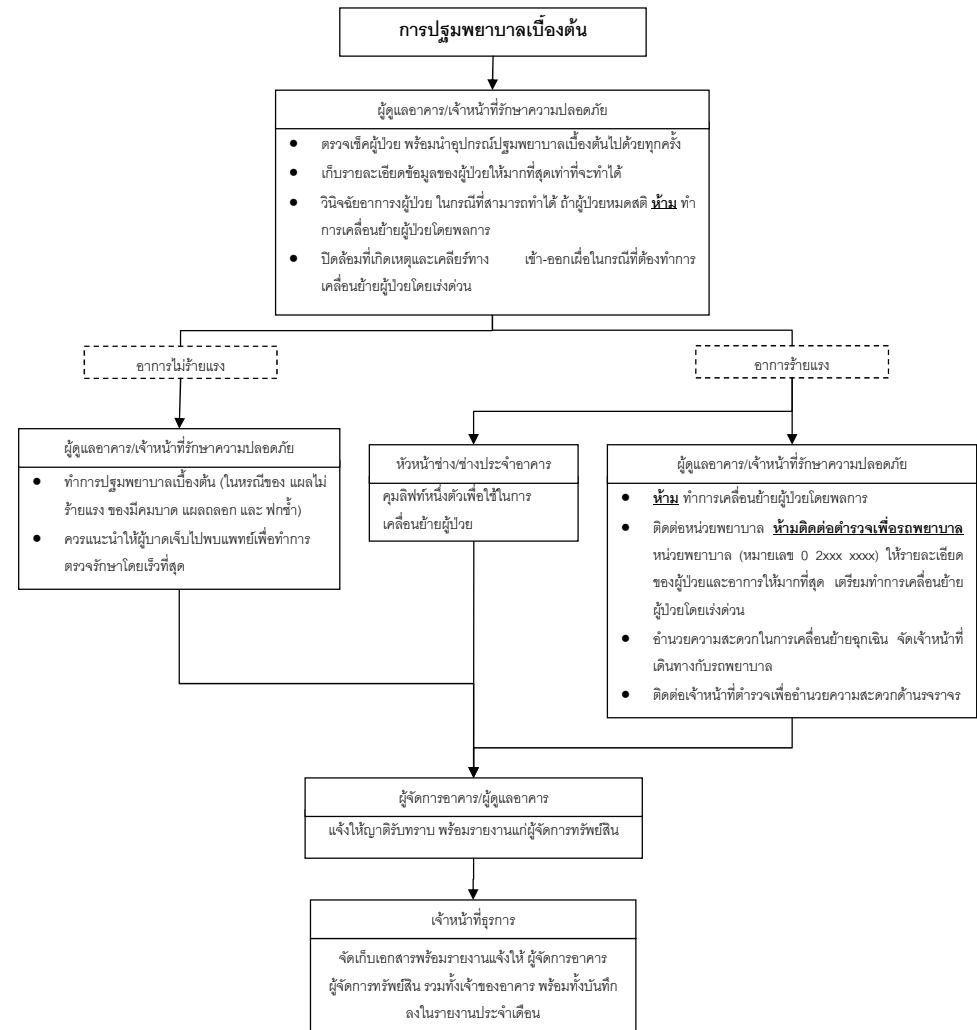 การปฐมพยาบาลเบื้องต้น
ผู้ดูแลอาคาร/เจ้าหน้าที่รักษาความปลอดภัย
● ตรวจเช็คผู้ป่วย พร้อมนำอุปกรณ์ปฐมพยาบาลเบื้องต้นไปด้วยทุกครั้ง
● เก็บรายละเอียดข้อมูลของผู้ป่วยให้มากที่สุดเท่าที่จะทำได้
● วินิจฉัยอาการงผู้ป่วย ในกรณีที่สามารถทำได้ ถ้าผู้ป่วยหมดสติ ห้าม ทำ
การเคลื่อนย้ายผู้ป่วยโดยพลการ
● ปิดล้อมที่เกิดเหตุและเคลียร์ทาง เข้า-ออกเผื่อในกรณีที่ต้องทำการ
เคลื่อนย้ายผู้ป่วยโดยเร่งด่วน
อาการไม่ร้ายแรง
อาการร้ายแรง
ผู้ดูแลอาคาร/เจ้าหน้าที่รักษาความปลอดภัย
● ทำการปฐมพยาบาลเบื้องต้น (ในหรณีของ แผลไม่
ร้ายแรง ของมีคมบาด แผลถลอก และ ฟกช้ำ)
● ควรแนะนำให้ผู้บาดเจ็บไปพบแพทย์เพื่อทำการ
ตรวจรักษาโดยเร็วที่สุด
หัวหน้าช่าง/ช่างประจำอาคาร
คุมลิฟท์หนึ่งตัวเพื่อใช้ในการ
เคลื่อนย้ายผู้ป่วย
ผู้ดูแลอาคาร/เจ้าหน้าที่รักษาความปลอดภัย
● ห้าม ทำการเคลื่อนย้ายผู้ป่วยโดยพลการ
● ติดต่อหน่วยพยาบาล ห้ามติดต่อตำรวจเพื่อรถพยาบาล
หน่วยพยาบาล (หมายเลข 0 2xxx xxxx) ให้รายละเอียด
ของผู้ป่วยและอาการให้มากที่สุด เตรียมทำการเคลื่อนย้าย
ผู้ป่วยโดยเร่งด่วน
● อำนวยความสะดวกในการเคลื่อนย้ายฉุกเฉิน จัดเจ้าหน้าที่
เดินทางกับรถพยาบาล
● ติดต่อเจ้าหน้าที่ตำรวจเพื่ออำนวยความสะดวกด้านรจราจร
ผู้จัดการอาคาร/ผู้ดูแลอาคาร
แจ้งให้ญาติรับทราบ พร้อมรายงานแก่ผู้จัดการทรัพย์สิน
เจ้าหน้าที่ธุรการ
จัดเก็บเอกสารพร้อมรายงานแจ้งให้ ผู้จัดการอาคาร
ผู้จัดการทรัพย์สิน รวมทั้งเจ้าของอาคาร พร้อมทั้งบันทึก
ลงในรายงานประจำเดือน